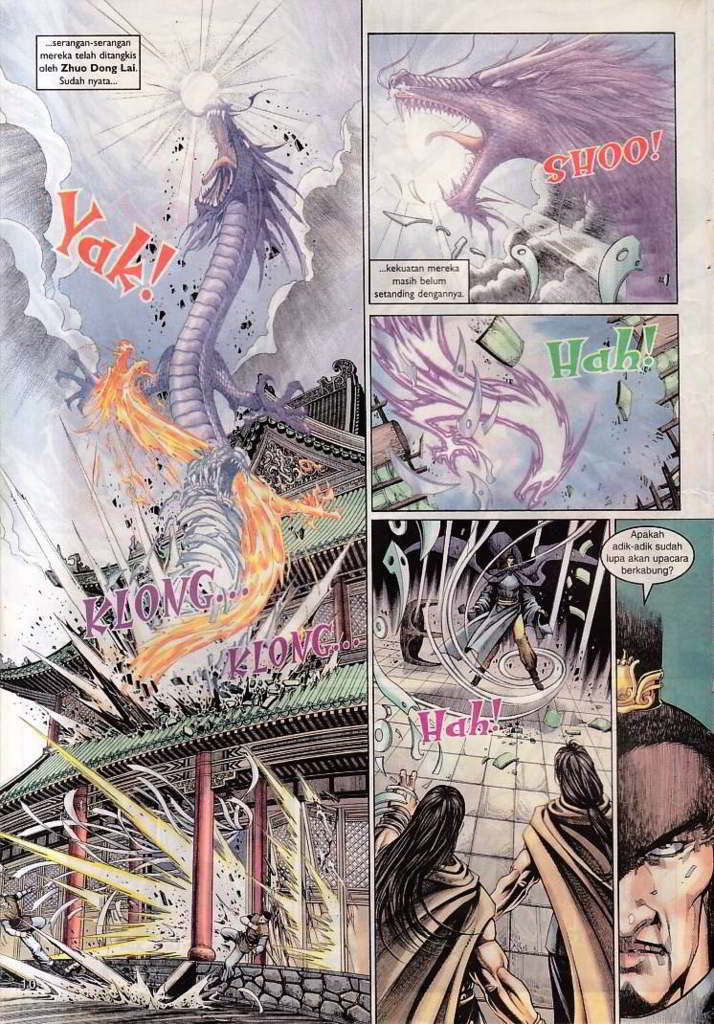 ...serangan-serangan
mereka telah ditangkis
oleh Zhuo Dong Lai.
Sudah nyata...
Yak!
KLONG...
KLONG...
SHOO!
...kekuatan mereka
masih belum
setanding dengannya.
Hah!
Hah!
Apakah
adik-adik sudah
lupa akan upacara
berkabung?
10